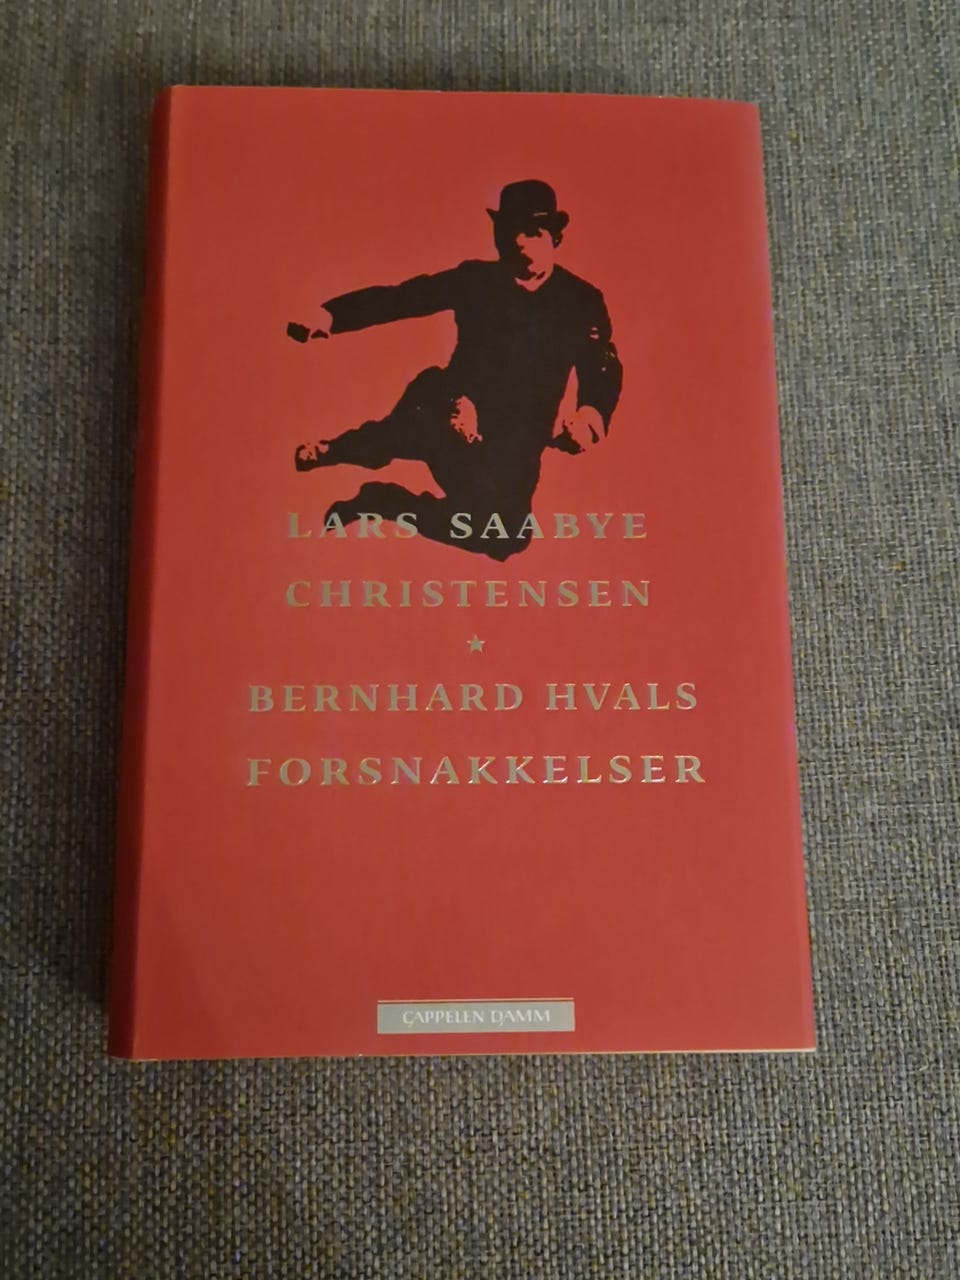 LARS SAABYE
CHRISTENSEN
★
BERNHARD HVALS
FORSNAKKELSER
CAPPELEN DAMM